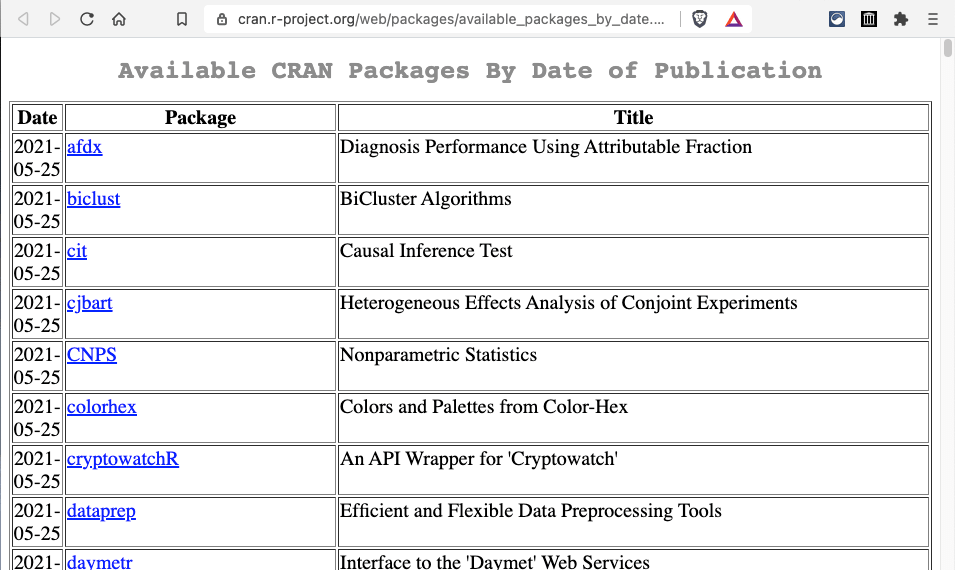 cran.r-project.org/web/packages/available_packages_by_date....
Available CRAN Packages By Date of Publication
Date Package Title
2021-05-25 afdx Diagnosis Performance Using Attributable Fraction
2021-05-25 biclust BiCluster Algorithms
2021-05-25 cit Causal Inference Test
2021-05-25 cjbart Heterogeneous Effects Analysis of Conjoint Experiments
2021-05-25 CNPS Nonparametric Statistics
2021-05-25 colorhex Colors and Palettes from Color-Hex
2021-05-25 cryptowatchR An API Wrapper for 'Cryptowatch'
2021-05-25 dataprep Efficient and Flexible Data Preprocessing Tools
2021- daymetr Interface to the 'Daymet' Web Services